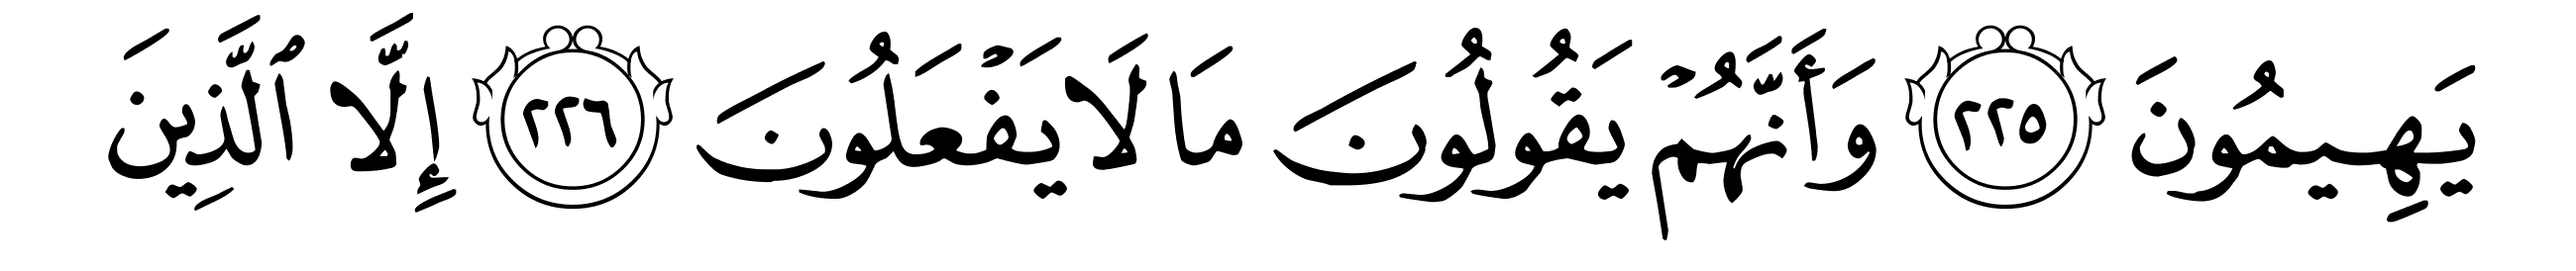 يَهِيمُونَ ٢٢٥ وَأَنَّهُمْ يَقُولُونَ مَا لَا يَفْعَلُونَ ٢٢٦ إِلَّا ٱلَّذِينَ